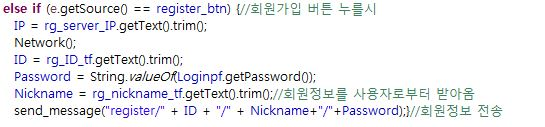 else if (e.getSource() == register_btn) {//회원가입 버튼 누를시
IP = rg_server_IP.getText().trim();
Network();
ID = rg_ID_tf.getText().trim();
Password = String.valueOf(Loginpf.getPassword());
Nickname = rg_nickname_tf.getText().trim();//회원정보를 사용자로부터 받아옴
send_message("register/" + ID + "/" + Nickname+"/"+Password);}//회원정보 전송